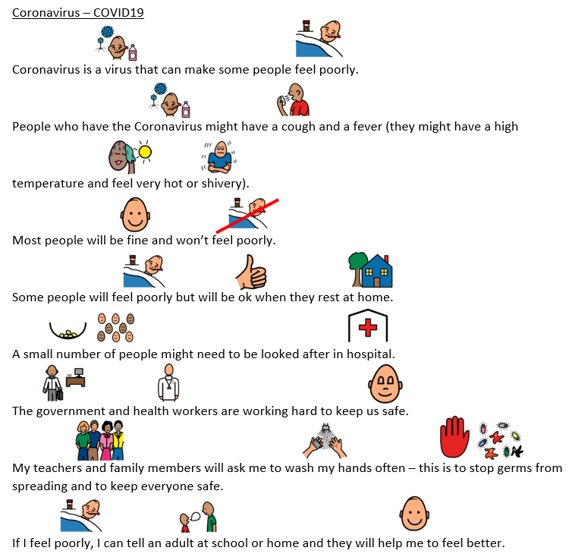 Coronavirus – COVID19
Coronavirus is a virus that can make some people feel poorly.
People who have the Coronavirus might have a cough and a fever (they might have a high
temperature and feel very hot or shivery).
Most people will be fine and won't feel poorly.
Some people will feel poorly but will be ok when they rest at home.
A small number of people might need to be looked after in hospital.
The government and health workers are working hard to keep us safe.
My teachers and family members will ask me to wash my hands often – this is to stop germs from
spreading and to keep everyone safe.
If I feel poorly, I can tell an adult at school or home and they will help me to feel better.